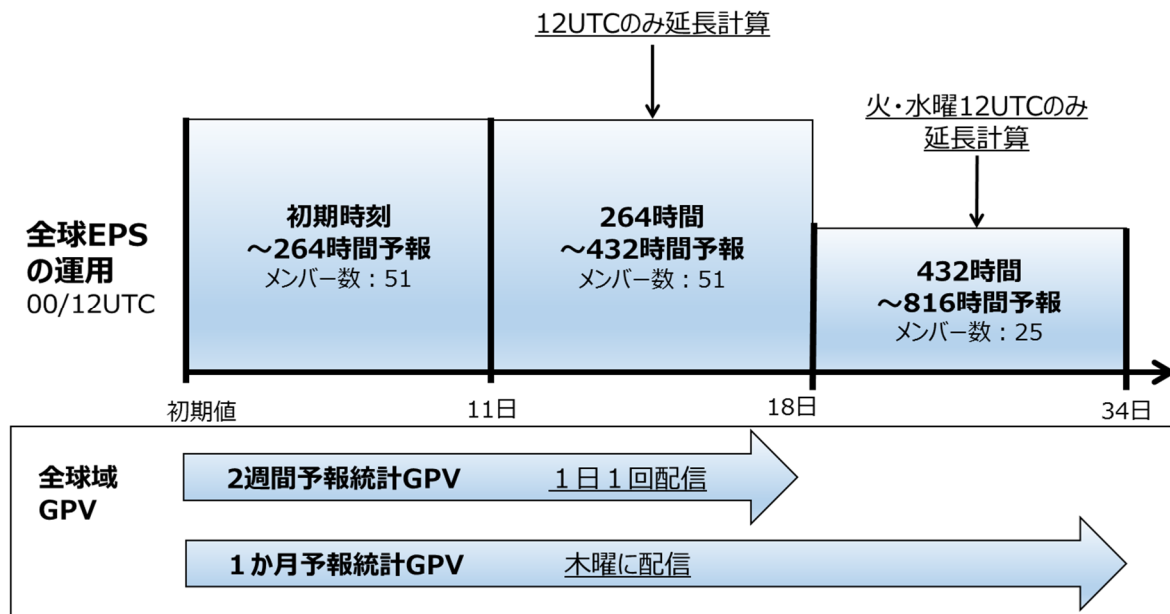 12UTCのみ延長計算
火・水曜12UTCのみ
延長計算
全球EPS
の運用
00/12UTC
初期時刻
～264時間予報
メンバー数：51
264時間
～432時間予報
メンバー数：51
432時間
～816時間予報
メンバー数：25
初期値
11日
18日
34日
全球域
GPV
2週間予報統計GPV １日１回配信
１か月予報統計GPV 木曜に配信